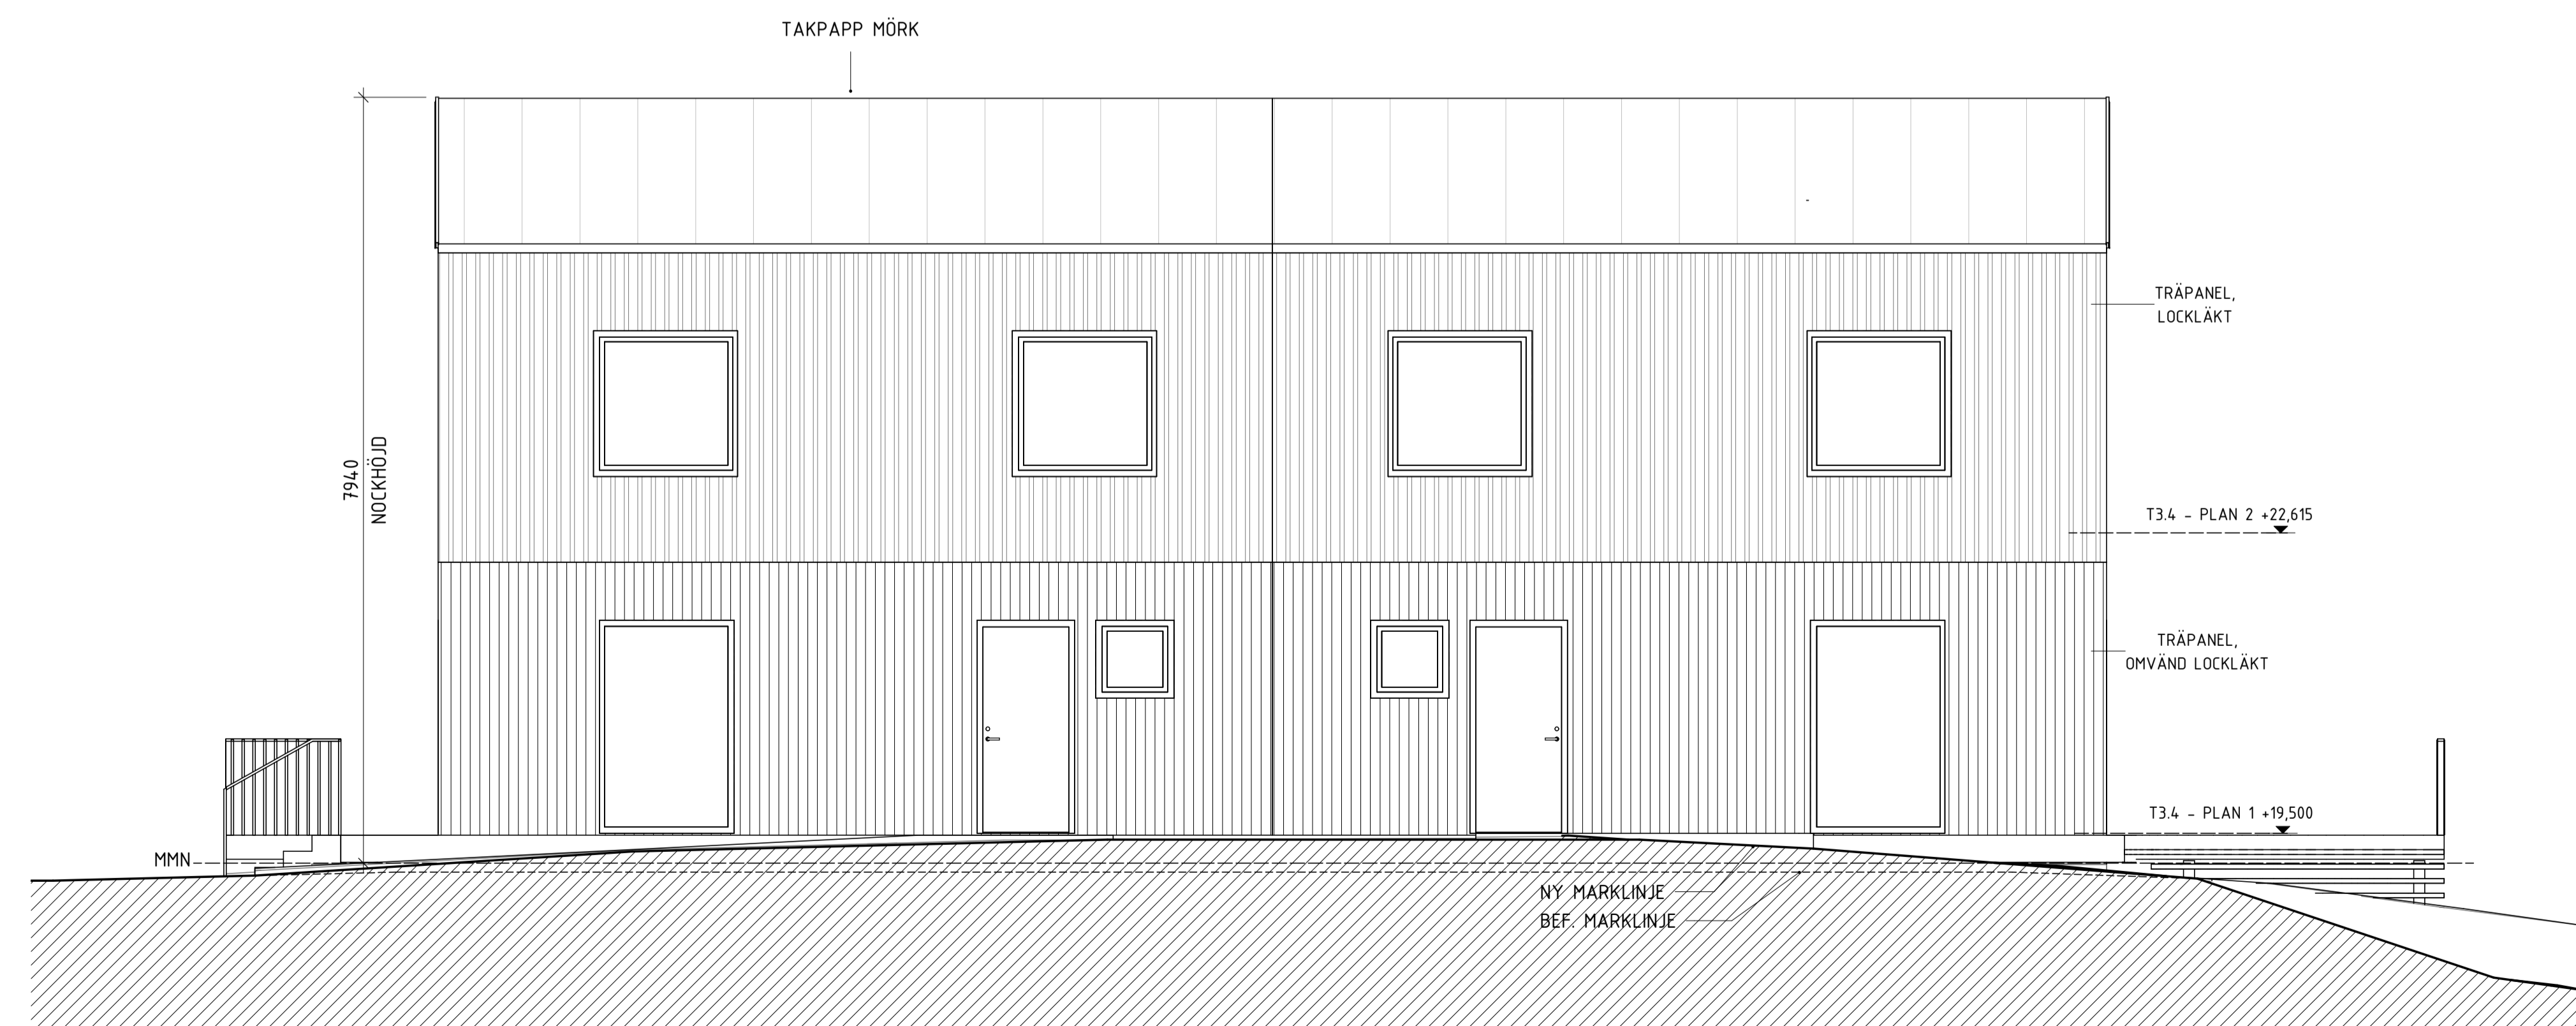 TAKPAPP MÖRK
TRÄPANEL,
LOCKLÄKT
7940
NOCKHÖJD
T3.4 - PLAN 2 +22,615
TRÄPANEL,
OMVÄND LOCKLÄKT
T3.4 - PLAN 1 +19,500
MMN
NY MARKLINJE
BEF. MARKLINJE